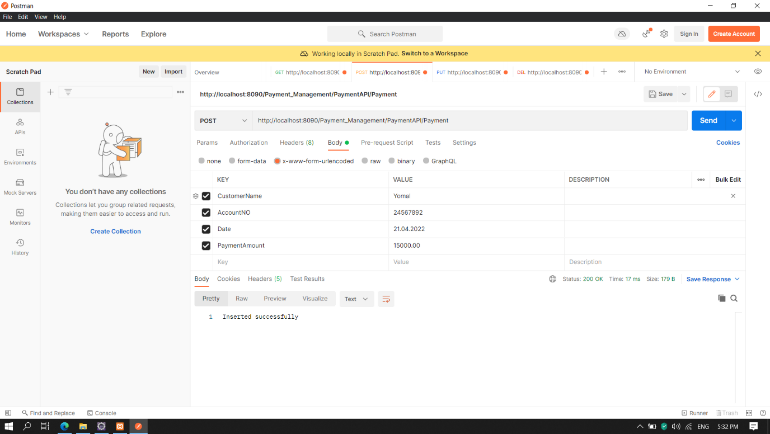 Postman
File Edit View Help
Home Workspaces Reports Explore Search Postman Sign In Create Account
Working locally in Scratch Pad. Switch to a Workspace
Scratch Pad New Import Overview GET http://localhost:809( POST http://localhost:809 PUT http://localhost:809( DEL http://localhost:809( No Environment
Collections
http://localhost:8090/Payment_Management/PaymentAPI/Payment Save
POST http://localhost:8090/Payment_Management/PaymentAPI/Payment Send
APIs
Params Authorization Headers (8) Body Pre-request Script Tests Settings Cookies
Environments
none form-data x-www-form-urlencoded raw binary GraphQL
KEY VALUE DESCRIPTION Bulk Edit
Mock Servers
You don't have any collections
CustomerName Yomal
Collections let you group related requests,
making them easier to access and run.
AccountNO 24567892
Monitors
Create Collection
Date 21.04.2022
PaymentAmount 15000.00
History
Key Value Description
Body Cookies Headers (5) Test Results Status: 200 OK Time: 17 ms Size: 179 B Save Response
Pretty Raw Preview Visualize Text
1 Inserted successfully
Find and Replace Console Runner Trash
ENG 5:32 PM